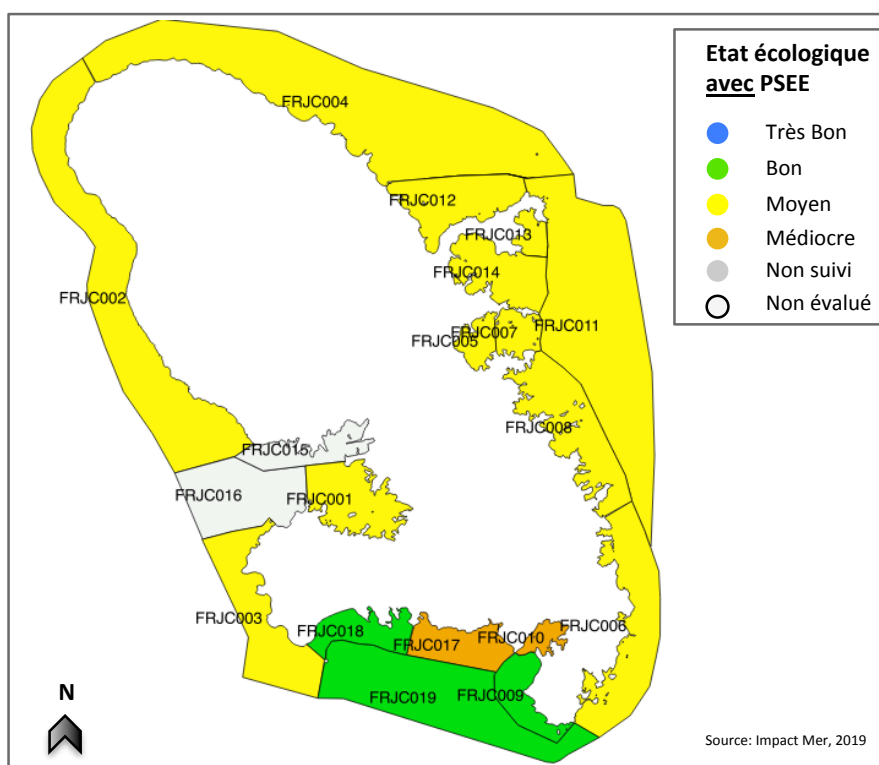 Etat écologique
avec PSEE
Très Bon
Bon
Moyen
Médiocre
Non suivi
Non évalué
FRJC004
FRJC012
FRJC013
FRJC014
FRJC002
FRJC007
FRJC011
FRJC005
FRJC008
FRJC015
FRJC016
FRJC001
FRJC003
FRJC018
FRJC017
FRJC010
FRJC006
FRJC019
FRJC009
N
Source: Impact Mer, 2019